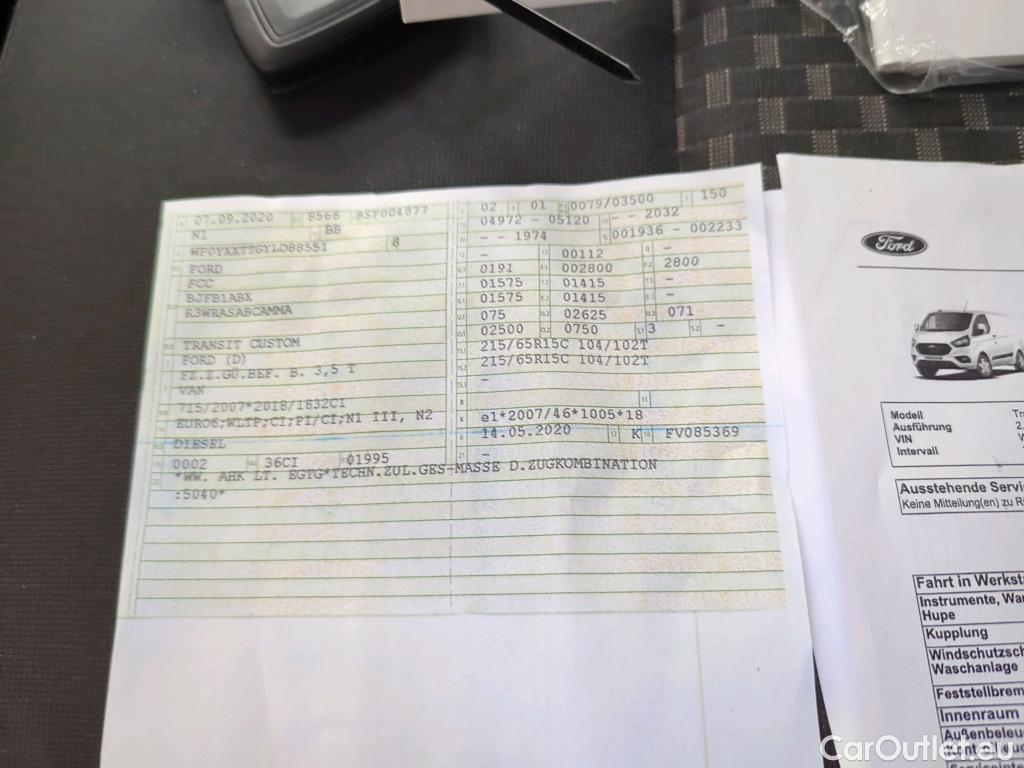 07.09.2020 8566 BSF004877
N1 BB
WF0YXXTTGYLD88551 8
FORD
FCC
BJFB1ABX
R3WRASABCAMMA
TRANSIT CUSTOM
FORD (D)
FZ.Z.GÜ.BEF. B. 3,5 T
VAN
715/2007*2018/1832CI
EURO6;WLTP;CI;PI/CI;N1 III, N2
DIESEL
0002 36CI 01995
*WW. AHK LT. EGTG*TECHN.ZUL.GES-MASSE D.ZUGKOMBINATION
:5040*
02 01 0079/03500 150
04972 - 05120 - - 2032
- - 1974 001936 - 002233
- 00112 -
0191 002800 2800
01575 01415 -
01575 01415 -
075 02625 071
02500 0750 3 -
215/65R15C 104/102T
215/65R15C 104/102T
-
e1*2007/46*1005*18
14.05.2020 K FV085369
-
Ford
Modell
Ausführung
VIN
Intervall
Ausstehende Servi
Keine Mitteilung(en) zu R
Fahrt in Werksta
Instrumente, War
Hupe
Kupplung
Windschutzsch
Waschanlage
Feststellbrem
Innenraum
Außenbeleu
CarOutlet.eu